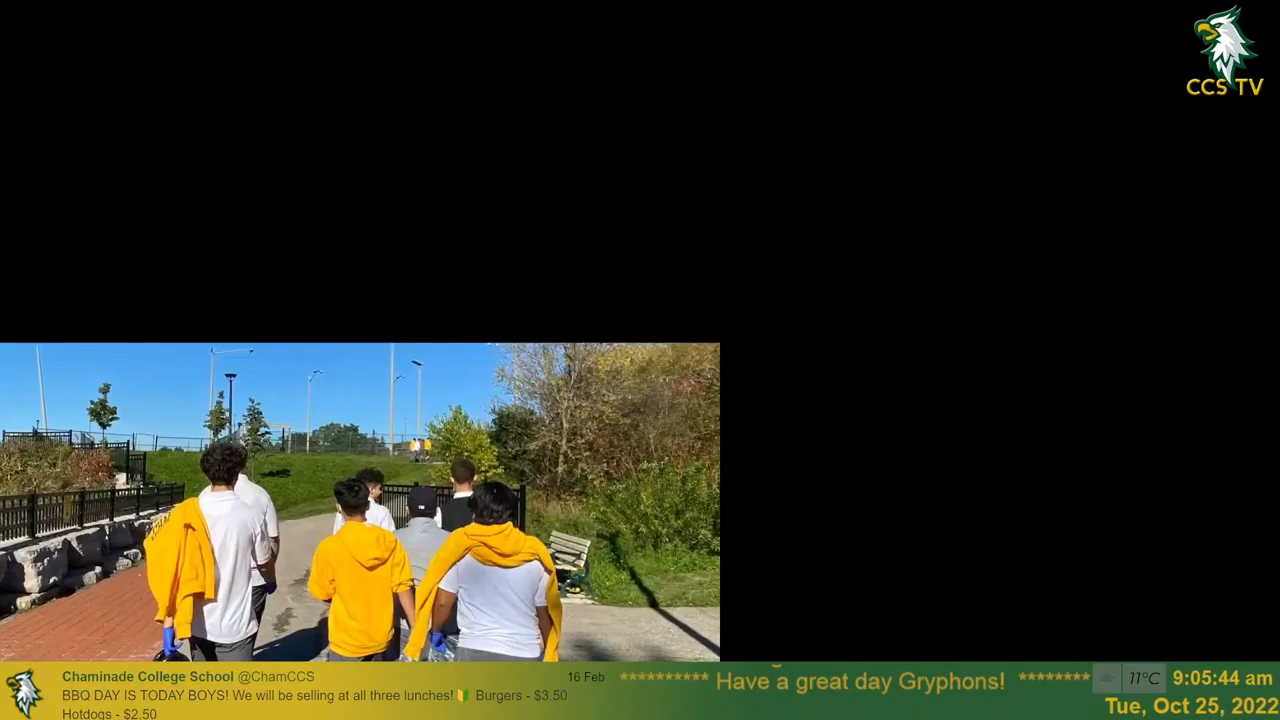 CCS TV
Chaminade College School @ChamCCS
16 Feb
BBQ DAY IS TODAY BOYS! We will be selling at all three lunches! Burgers - $3.50
Hotdogs - $2.50
********** Have a great day Gryphons! ********
11°C
9:05:44 am
Tue, Oct 25, 2022